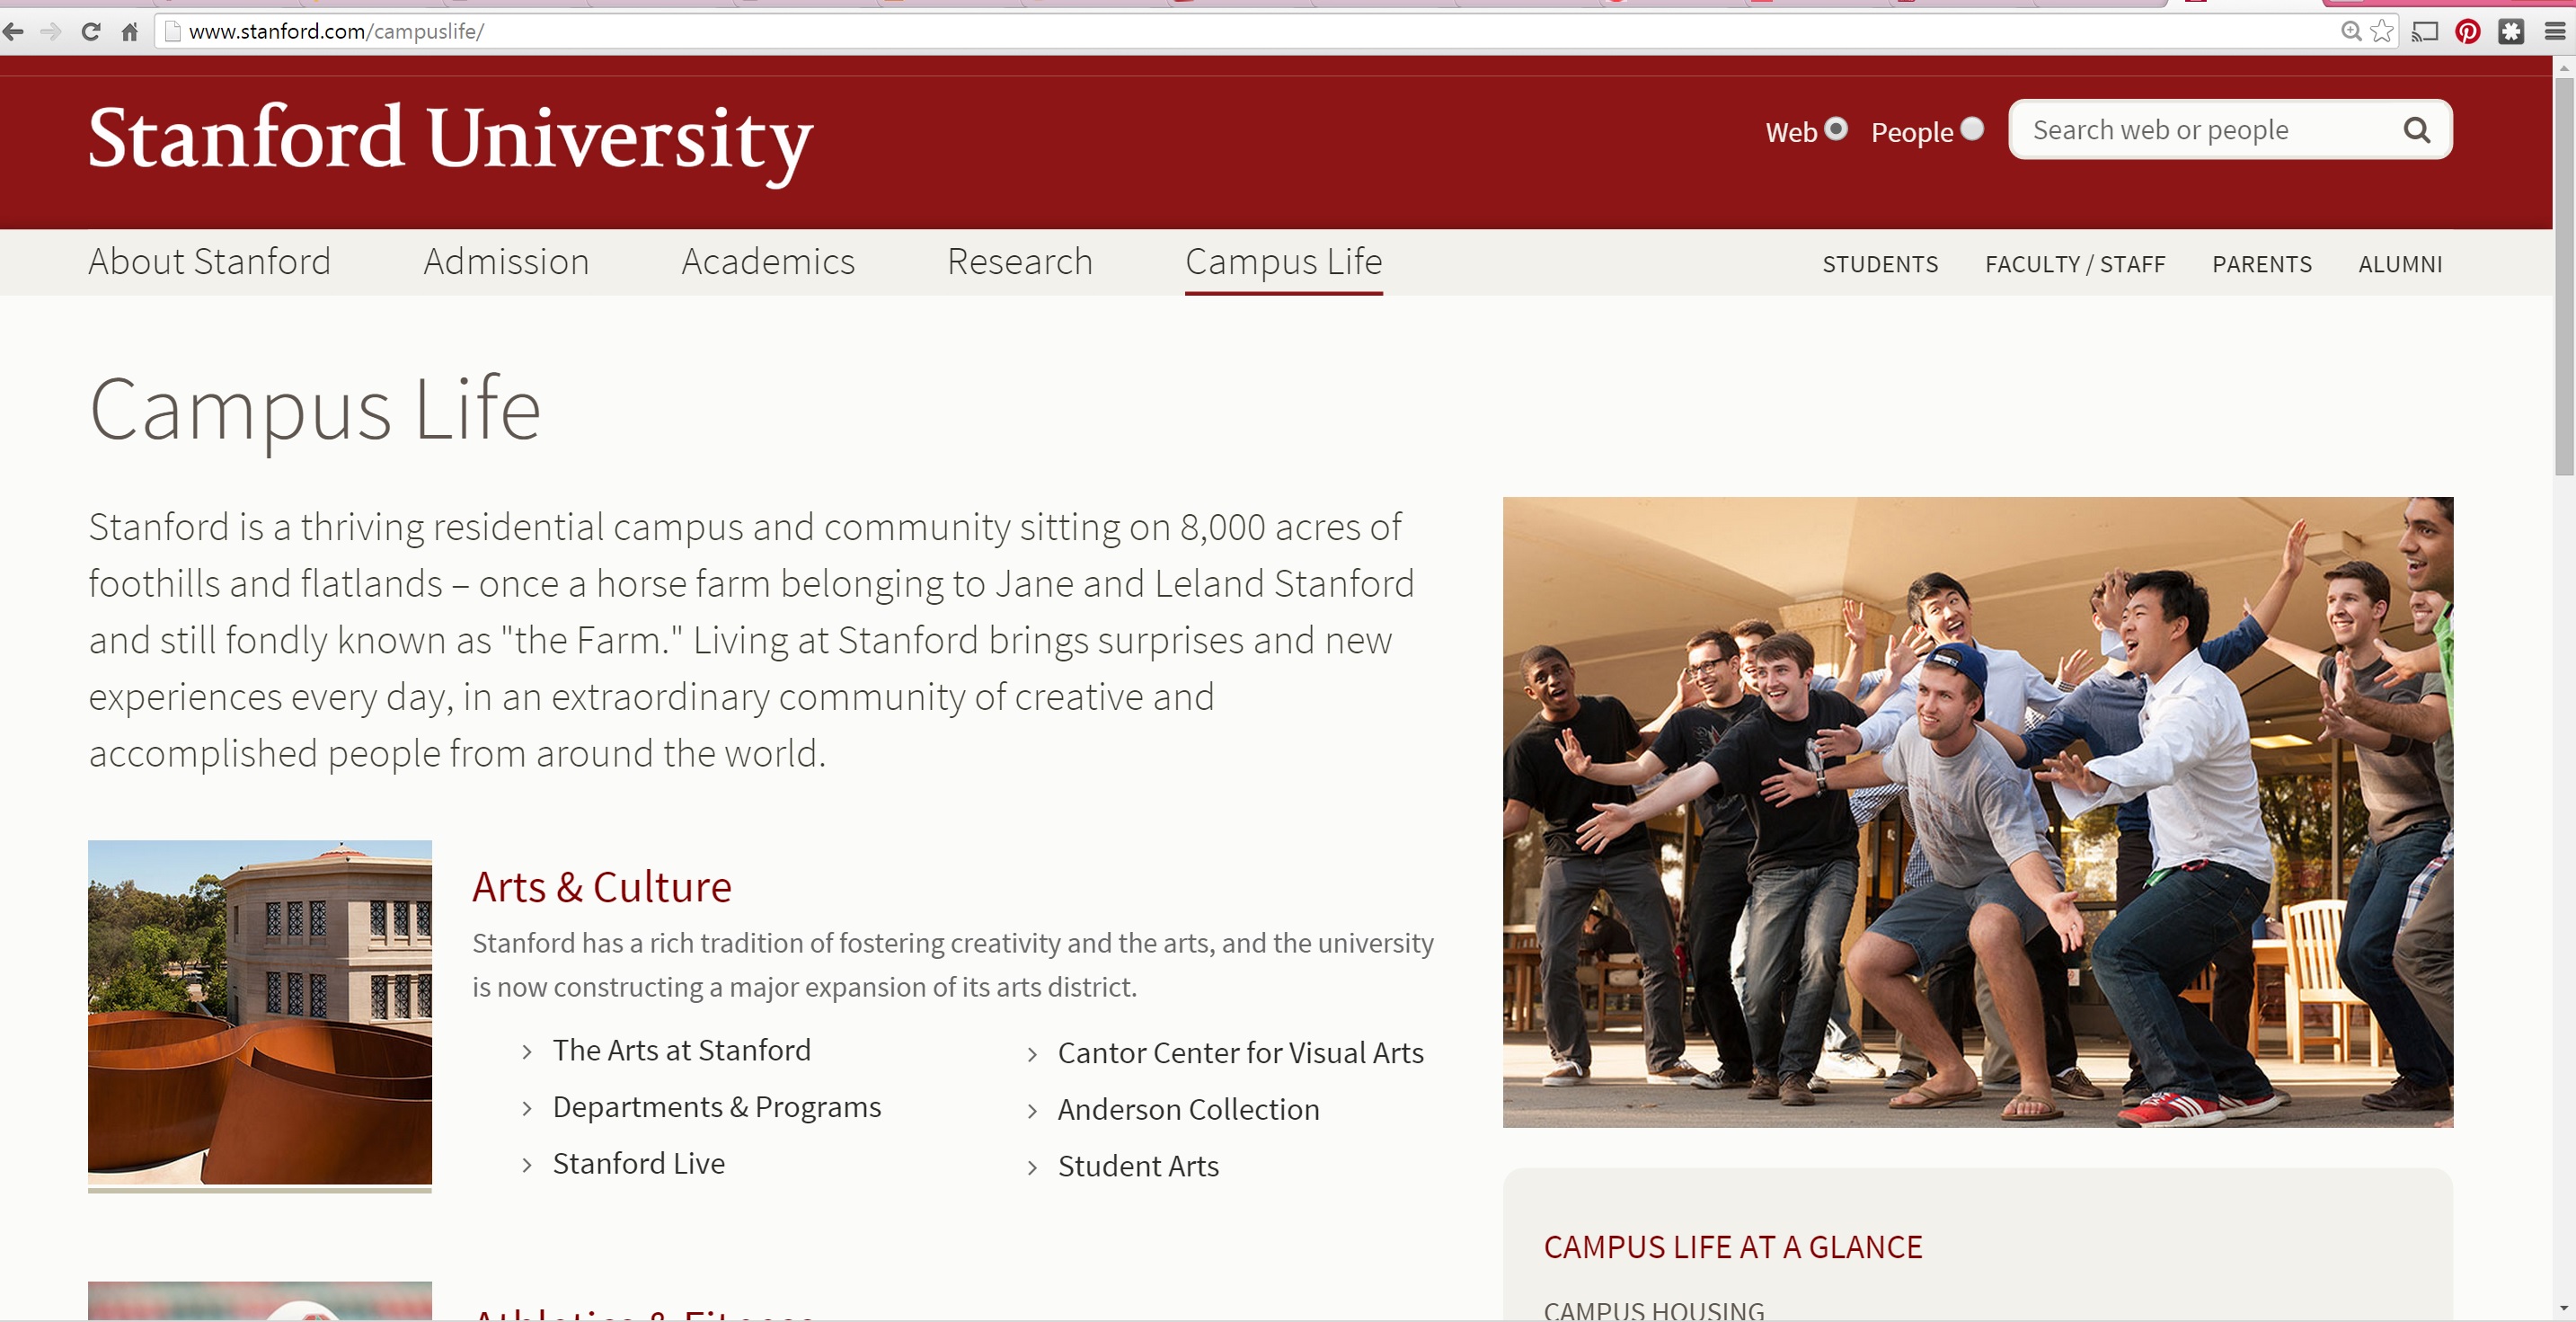 www.stanford.com/campuslife/
Stanford University
Web People Search web or people
About Stanford Admission Academics Research Campus Life STUDENTS FACULTY / STAFF PARENTS ALUMNI
Campus Life
Stanford is a thriving residential campus and community sitting on 8,000 acres of
foothills and flatlands – once a horse farm belonging to Jane and Leland Stanford
and still fondly known as "the Farm." Living at Stanford brings surprises and new
experiences every day, in an extraordinary community of creative and
accomplished people from around the world.
Arts & Culture
Stanford has a rich tradition of fostering creativity and the arts, and the university
is now constructing a major expansion of its arts district.
The Arts at Stanford
Departments & Programs
Stanford Live
Cantor Center for Visual Arts
Anderson Collection
Student Arts
Athletics & Fitness
CAMPUS LIFE AT A GLANCE
CAMPUS HOUSING